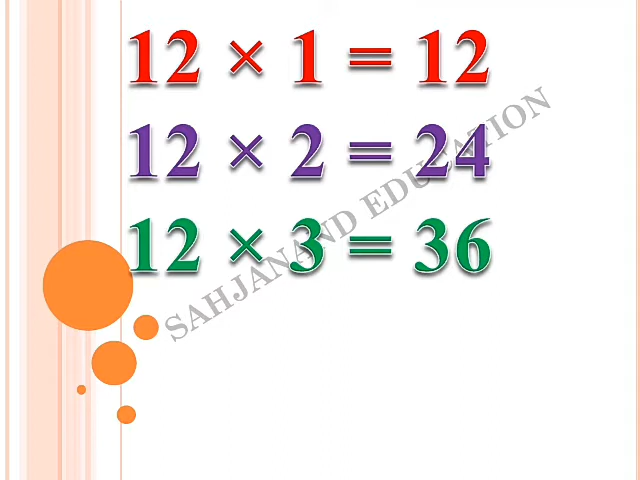 12 × 1 = 12
12 × 2 = 24
12 × 3 = 36
SAHJANAND EDUCATION